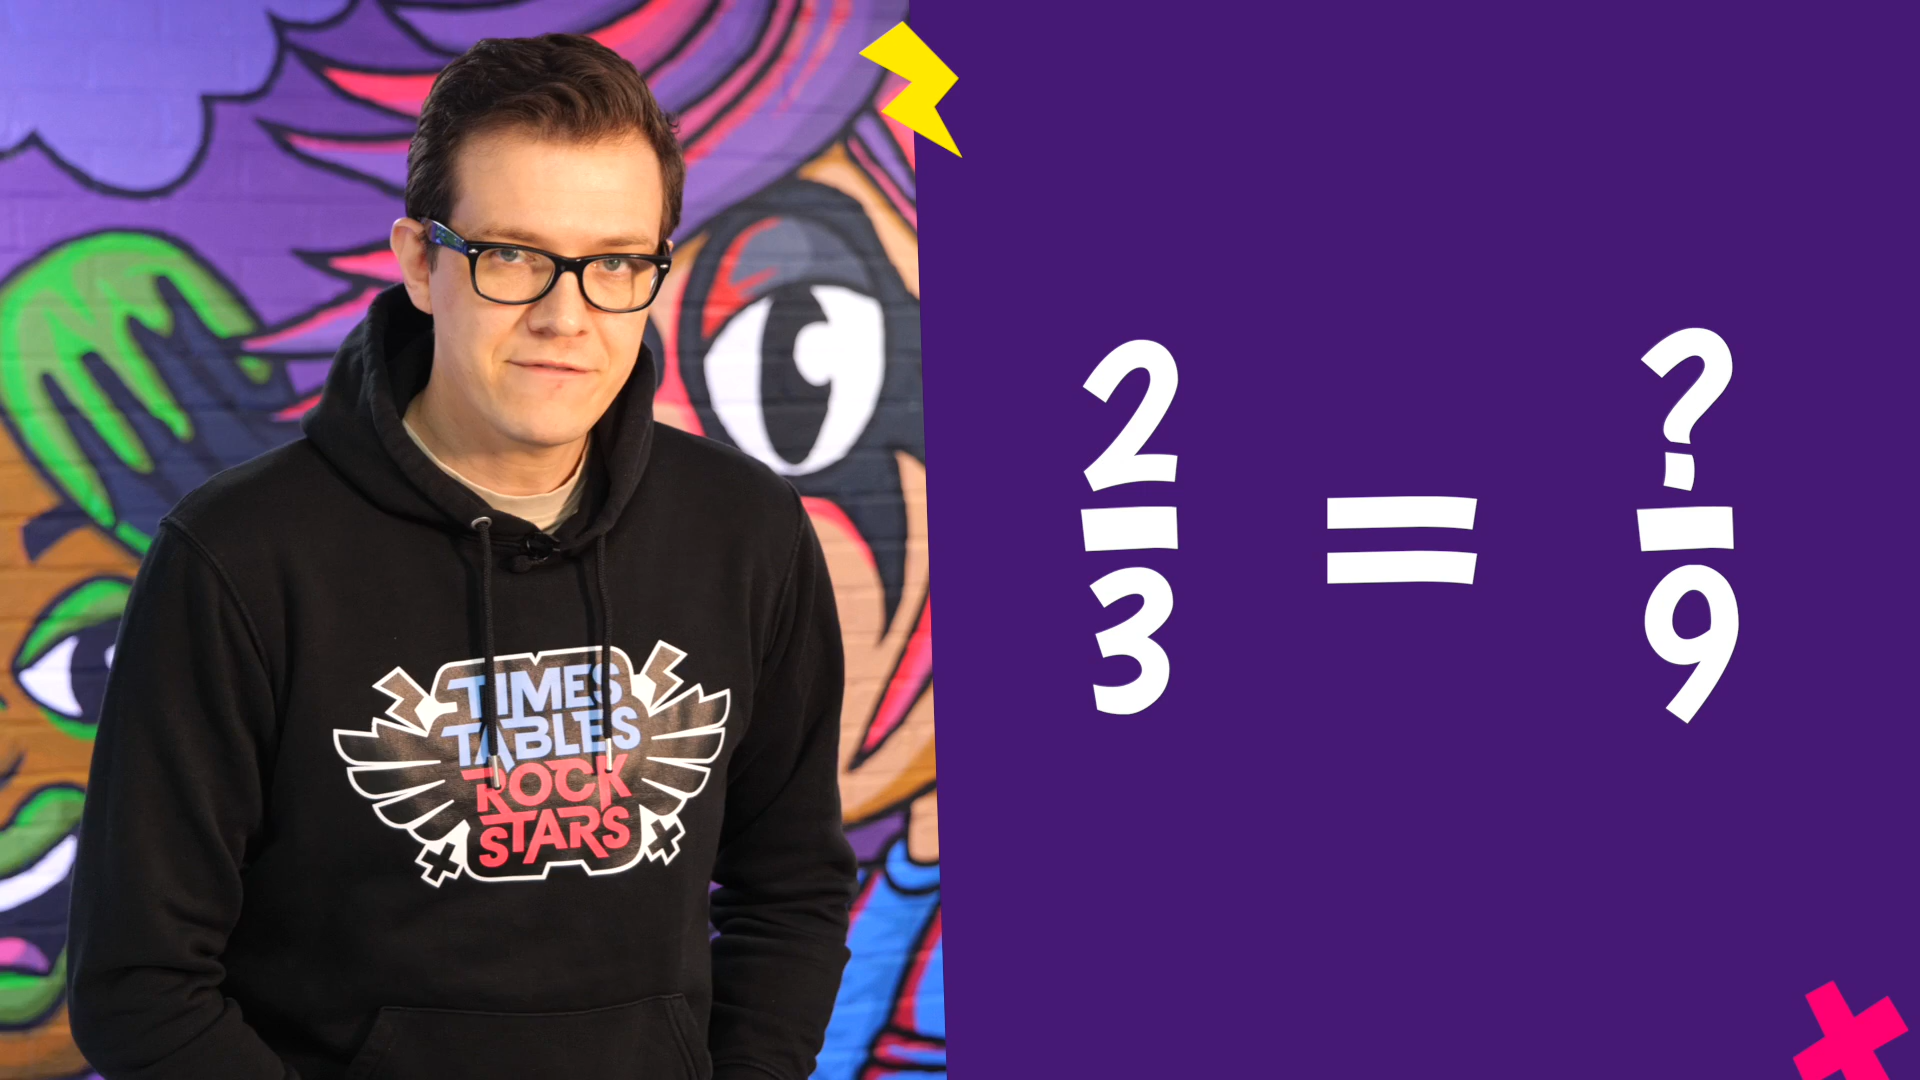 TIMES
TABLES
ROCK
STARS
2/3 = ?/9